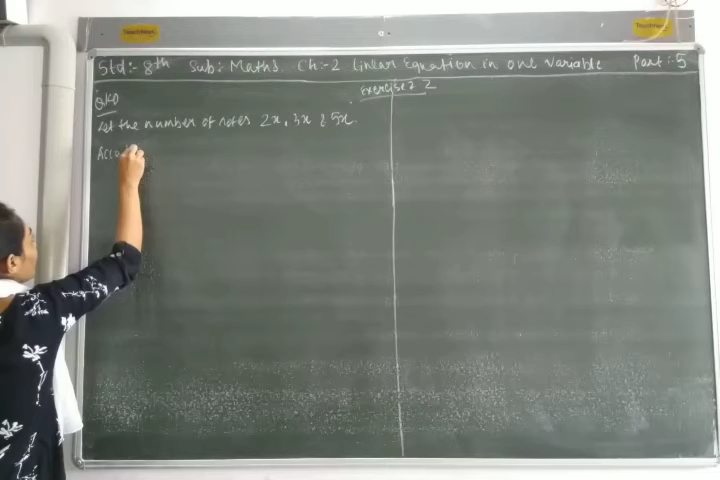 Std:- 8th Sub: Maths. Ch:-2 Linear Equation in one variable Part:5
Exercise 2.2
Let the number of notes 2x, 3x & 5x.
Acco